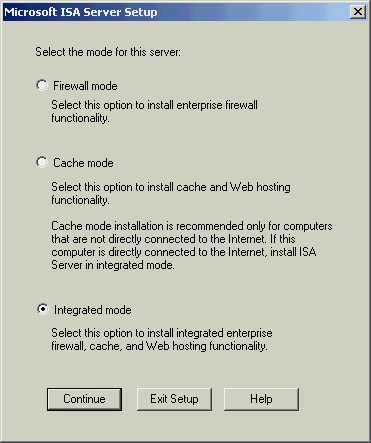 Microsoft ISA Server Setup
Select the mode for this server:
Firewall mode
Select this option to install enterprise firewall
functionality.
Cache mode
Select this option to install cache and Web hosting
functionality.
Cache mode installation is recommended only for computers
that are not directly connected to the Internet. If this
computer is directly connected to the Internet, install ISA
Server in integrated mode.
Integrated mode
Select this option to install integrated enterprise
firewall, cache, and Web hosting functionality.
Continue Exit Setup Help